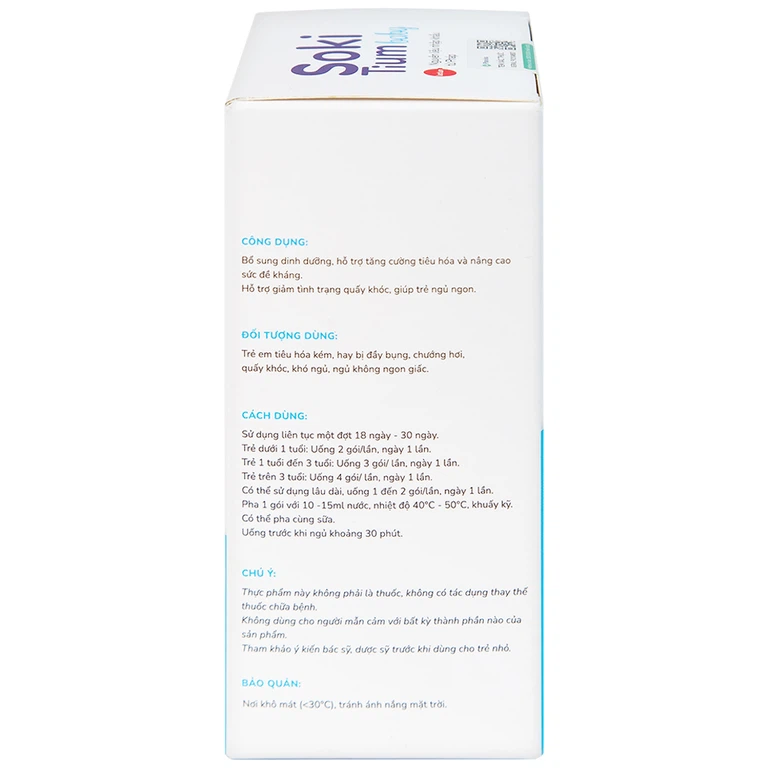 Soki
Tium baby
Nguyên liệu nhập khẩu
từ Pháp
CÔNG DỤNG:
Bổ sung dinh dưỡng, hỗ trợ tăng cường tiêu hóa và nâng cao
sức đề kháng.
Hỗ trợ giảm tình trạng quấy khóc, giúp trẻ ngủ ngon.
ĐỐI TƯỢNG DÙNG:
Trẻ em tiêu hóa kém, hay bị đầy bụng, chướng hơi,
quấy khóc, khó ngủ, ngủ không ngon giấc.
CÁCH DÙNG:
Sử dụng liên tục một đợt 18 ngày - 30 ngày.
Trẻ dưới 1 tuổi: Uống 2 gói/lần, ngày 1 lần.
Trẻ 1 tuổi đến 3 tuổi: Uống 3 gói/ lần, ngày 1 lần.
Trẻ trên 3 tuổi: Uống 4 gói/ lần, ngày 1 lần.
Có thể sử dụng lâu dài, uống 1 đến 2 gói/lần, ngày 1 lần.
Pha 1 gói với 10 -15ml nước, nhiệt độ 40°C - 50°C, khuấy kỹ.
Có thể pha cùng sữa.
Uống trước khi ngủ khoảng 30 phút.
CHÚ Ý:
Thực phẩm này không phải là thuốc, không có tác dụng thay thế
thuốc chữa bệnh.
Không dùng cho người mẫn cảm với bất kỳ thành phần nào của
sản phẩm.
Tham khảo ý kiến bác sỹ, dược sỹ trước khi dùng cho trẻ nhỏ.
BẢO QUẢN:
Nơi khô mát (<30°C), tránh ánh nắng mặt trời.